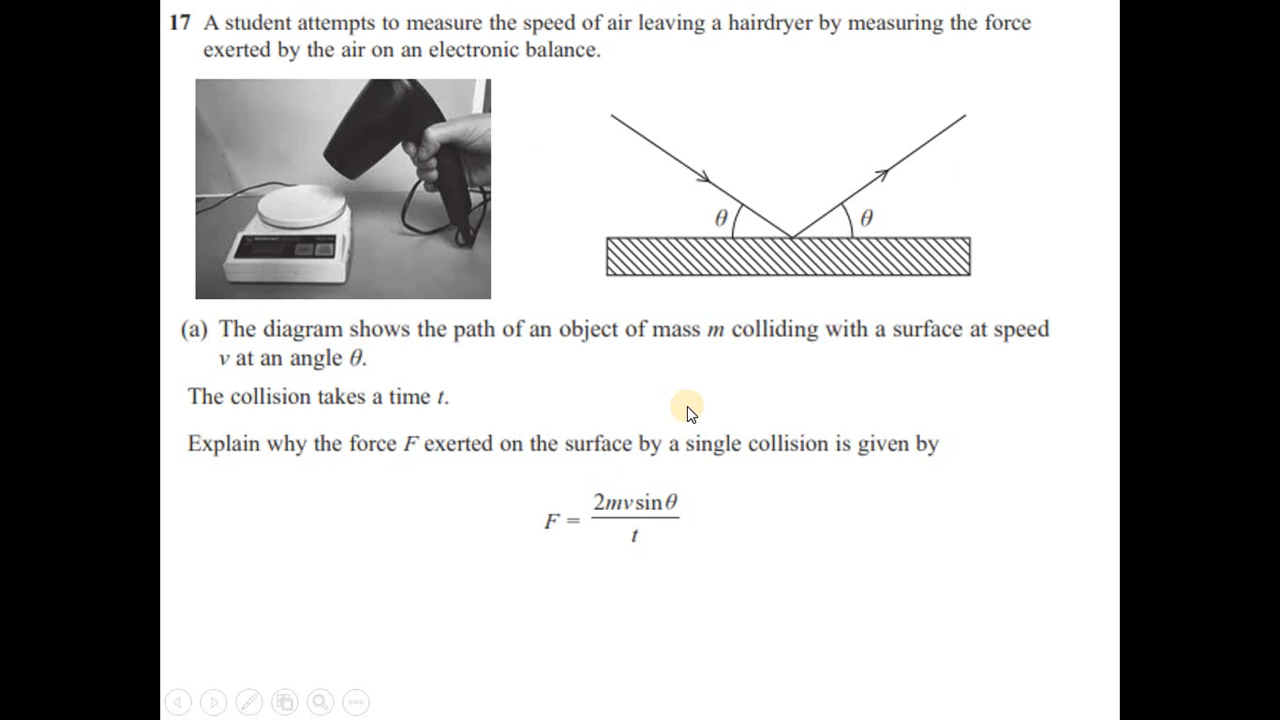 17 A student attempts to measure the speed of air leaving a hairdryer by measuring the force
exerted by the air on an electronic balance.
θ
θ
(a) The diagram shows the path of an object of mass m colliding with a surface at speed
v at an angle θ.
The collision takes a time t.
Explain why the force F exerted on the surface by a single collision is given by
F = 2mv sin θ / t